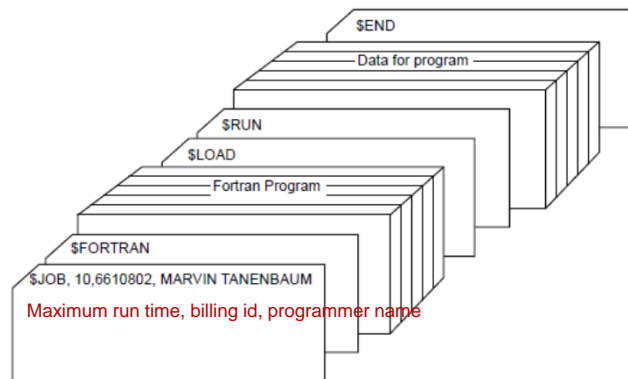 $END
Data for program
$RUN
$LOAD
Fortran Program
$FORTRAN
$JOB, 10,6610802, MARVIN TANENBAUM
Maximum run time, billing id, programmer name